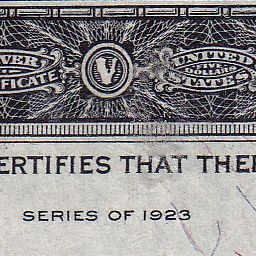 VER
FICATE
V
UNITED
STATES
ERTIFIES THAT THER
SERIES OF 1923